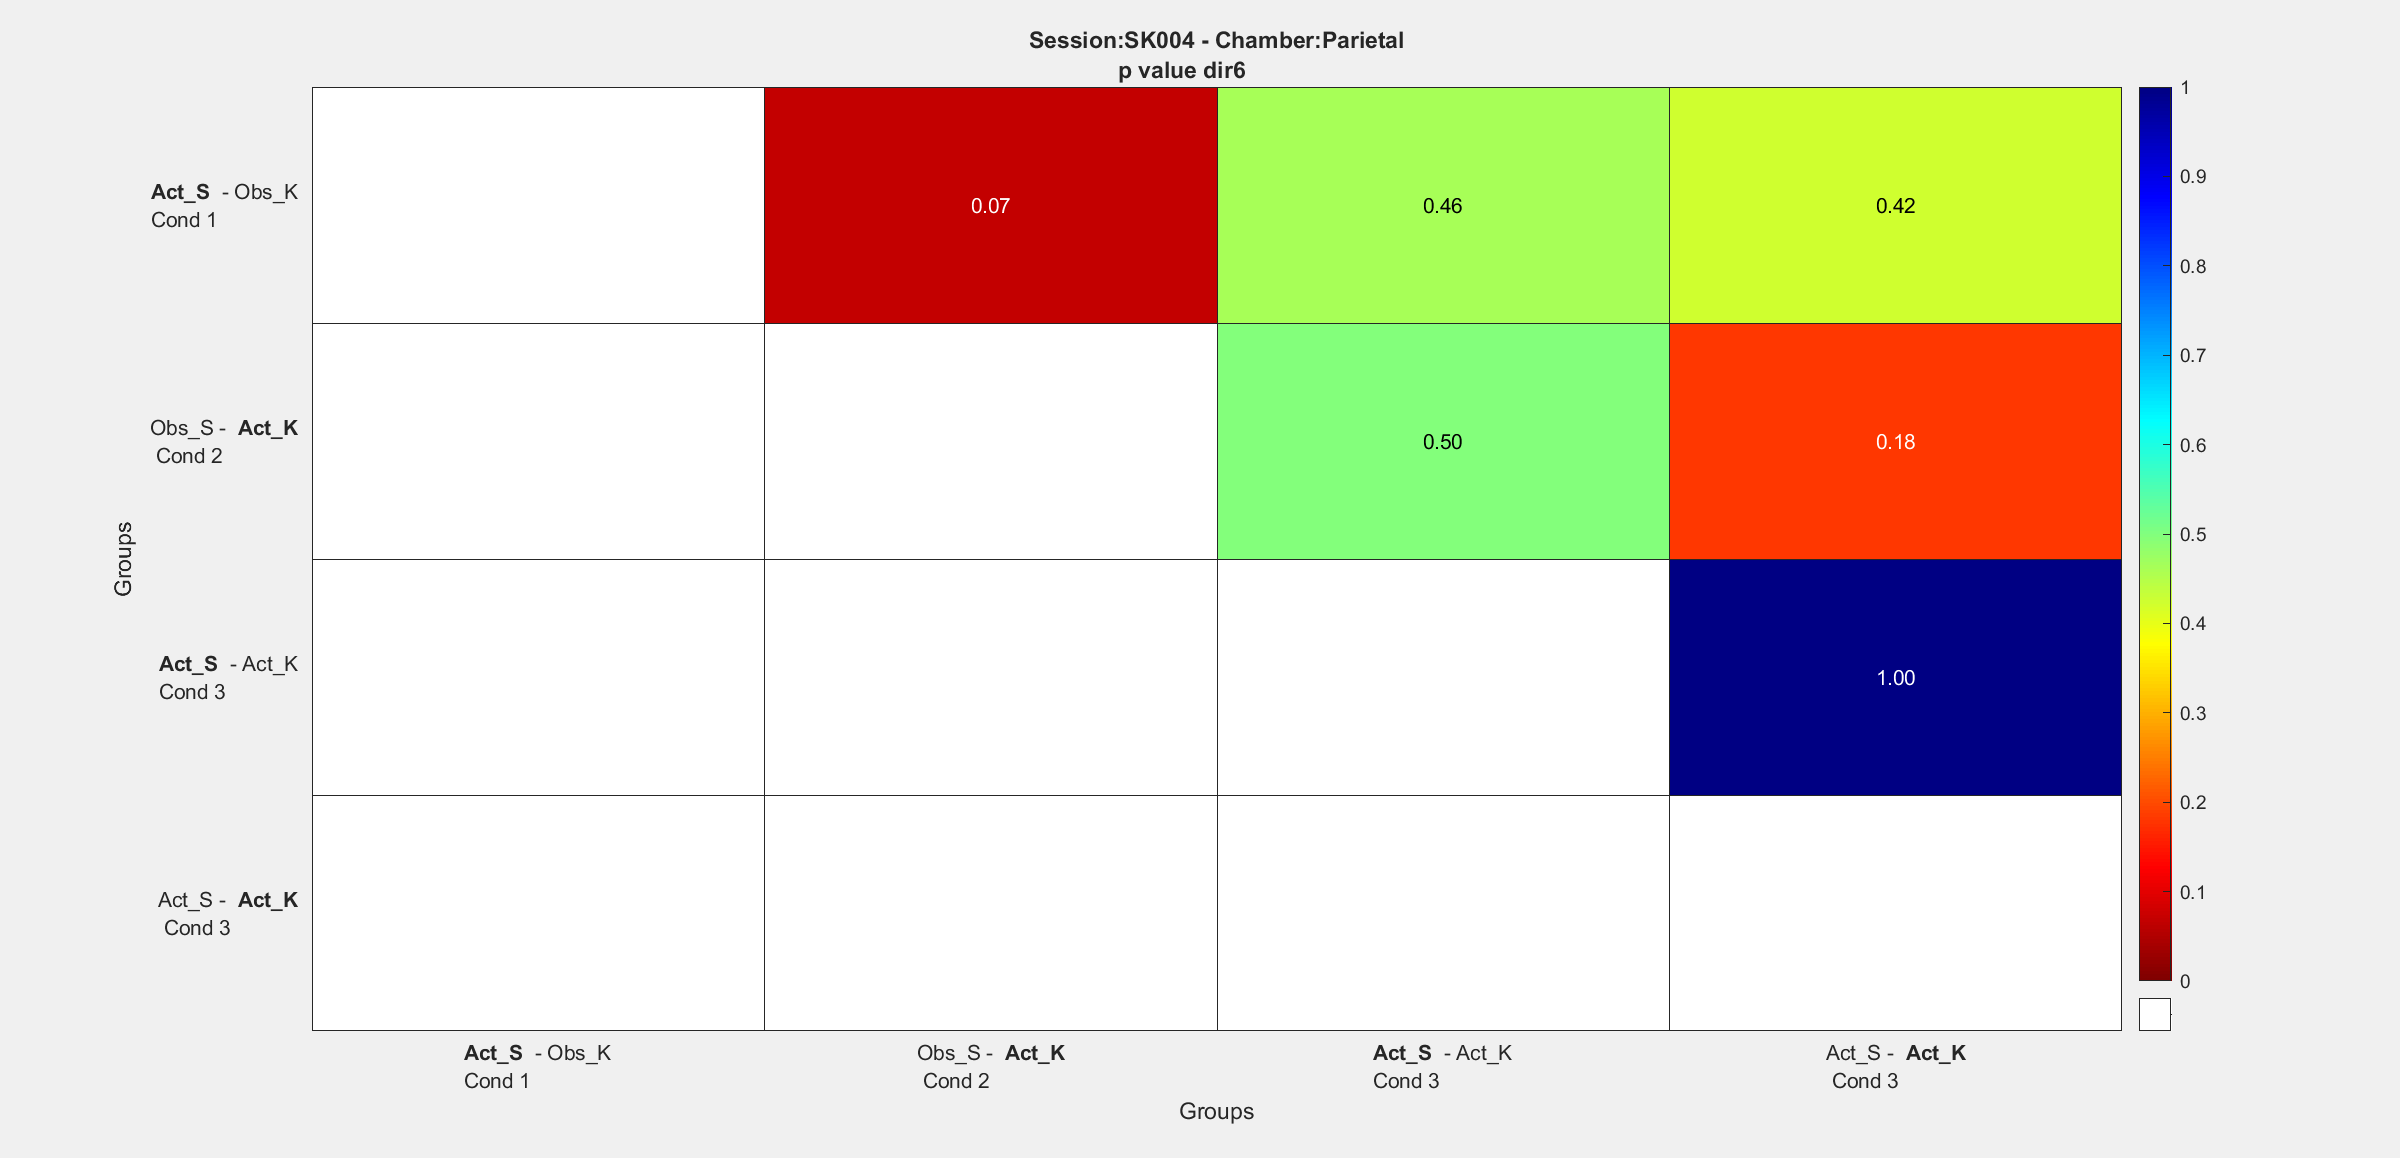 Session:SK004 - Chamber:Parietal
p value dir6
Act_S - Obs_K
Cond 1
0.07
0.46
0.42
Obs_S - Act_K
Cond 2
0.50
0.18
Act_S - Act_K
Cond 3
1.00
Act_S - Act_K
Cond 3
Groups
Act_S - Obs_K
Cond 1
Obs_S - Act_K
Cond 2
Act_S - Act_K
Cond 3
Act_S - Act_K
Cond 3
Groups
1
0.9
0.8
0.7
0.6
0.5
0.4
0.3
0.2
0.1
0